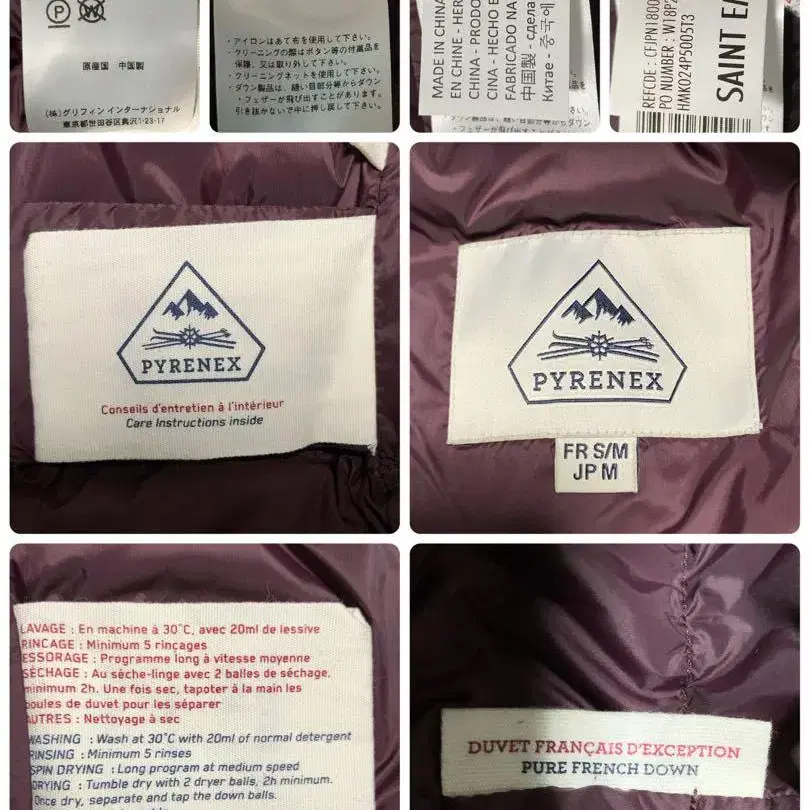 P
W
原産国 中国製
(株)グリフィン インターナショナル
東京都世田谷区真沢1-23-17
・アイロンはあて布を使用して下さい。
・クリーニングの際はボタン等の付属品を
保護、又は取り外して下さい。
・クリーニングネットを使用して下さい。
・ダウン製品は、縫い目部分等からダウン
・フェザーが飛び出すことがあります。
引き抜かないで中に押し戻して下さい。
MADE IN CHINA
EN CHINE - HER
CHINA - PRODO
CINA - HECHO E
FABRICADO NA
中国製 - сдела
Китае - 중국에
REFCDE: CFJPN1800
PO NUMBER : W18P2
HMK024P5005T3
SAINT
PYRENEX
Conseils d'entretien à l'intérieur
Care Instructions inside
PYRENEX
FR S/M
JP M
LAVAGE : En machine à 30°C, avec 20ml de lessive
RINCAGE : Minimum 5 rincages
ESSORAGE : Programme long à vitesse moyenne
SÉCHAGE : Au sèche-linge avec 2 balles de séchage,
minimum 2h. Une fois sec, tapoter à la main les
boules de duvet pour les séparer
AUTRES : Nettoyage à sec
WASHING : Wash at 30°C with 20ml of normal detergent
RINSING : Minimum 5 rinses
SPIN DRYING : Long program at medium speed
DRYING : Tumble dry with 2 dryer balls, 2h minimum.
Once dry, separate and tap the down balls.
DUVET FRANÇAIS D'EXCEPTION
PURE FRENCH DOWN